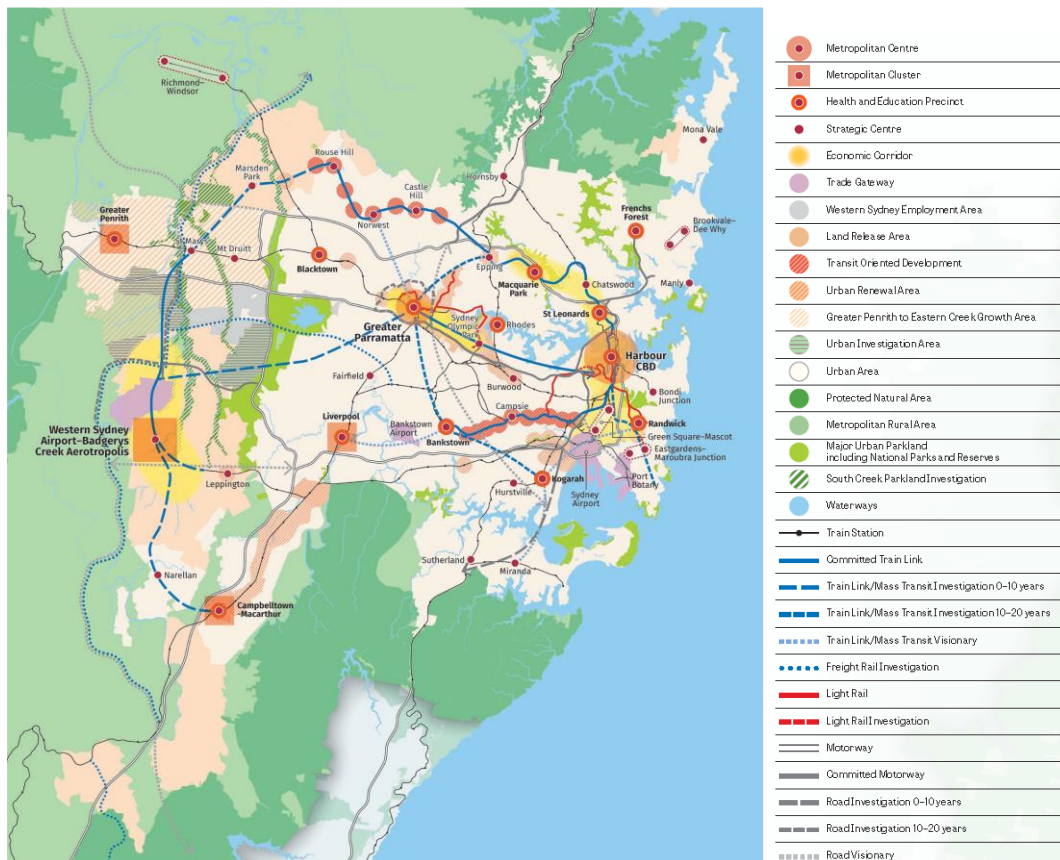 Richmond–
Windsor
Mona Vale
Rouse Hill
Marsden
Park
Hornsby
Castle
Hill
Greater
Penrith
Frenchs
Forest
Norwest
Brookvale–
Dee Why
St Marys
Mt Druitt
Blacktown
Epping
Macquarie
Park
Chatswood
Manly
St Leonards
Greater
Parramatta
Sydney
Olympic
Park
Rhodes
Harbour
CBD
Fairfield
Burwood
Bondi
Junction
Liverpool
Campsie
Bankstown
Airport
Bankstown
Randwick
Western Sydney
Airport–Badgerys
Creek Aerotropolis
Green Square–Mascot
Eastgardens–
Maroubra Junction
Leppington
Kogarah
Port
Botany
Hurstville
Sydney
Airport
Sutherland
Miranda
Narellan
Campbelltown
-Macarthur
Metropolitan Centre
Metropolitan Cluster
Health and Education Precinct
Strategic Centre
Economic Corridor
Trade Gateway
Western Sydney Employment Area
Land Release Area
Transit Oriented Development
Urban Renewal Area
Greater Penrith to Eastern Creek Growth Area
Urban Investigation Area
Urban Area
Protected Natural Area
Metropolitan Rural Area
Major Urban Parkland
including National Parks and Reserves
South Creek Parkland Investigation
Waterways
Train Station
Committed Train Link
Train Link/Mass Transit Investigation 0–10 years
Train Link/Mass Transit Investigation 10–20 years
Train Link/Mass Transit Visionary
Freight Rail Investigation
Light Rail
Light Rail Investigation
Motorway
Committed Motorway
Road Investigation 0–10 years
Road Investigation 10–20 years
Road Visionary